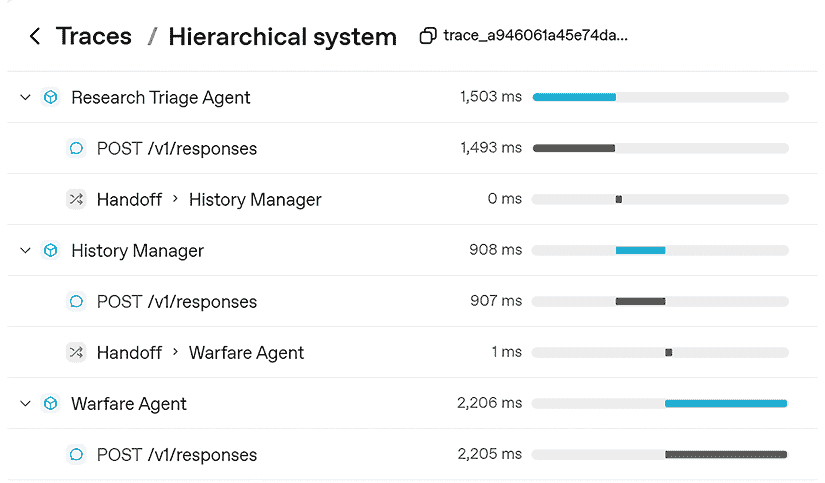 Traces / Hierarchical system trace_a946061a45e74da...
Research Triage Agent 1,503 ms
POST /v1/responses 1,493 ms
Handoff > History Manager 0 ms
History Manager 908 ms
POST /v1/responses 907 ms
Handoff > Warfare Agent 1 ms
Warfare Agent 2,206 ms
POST /v1/responses 2,205 ms